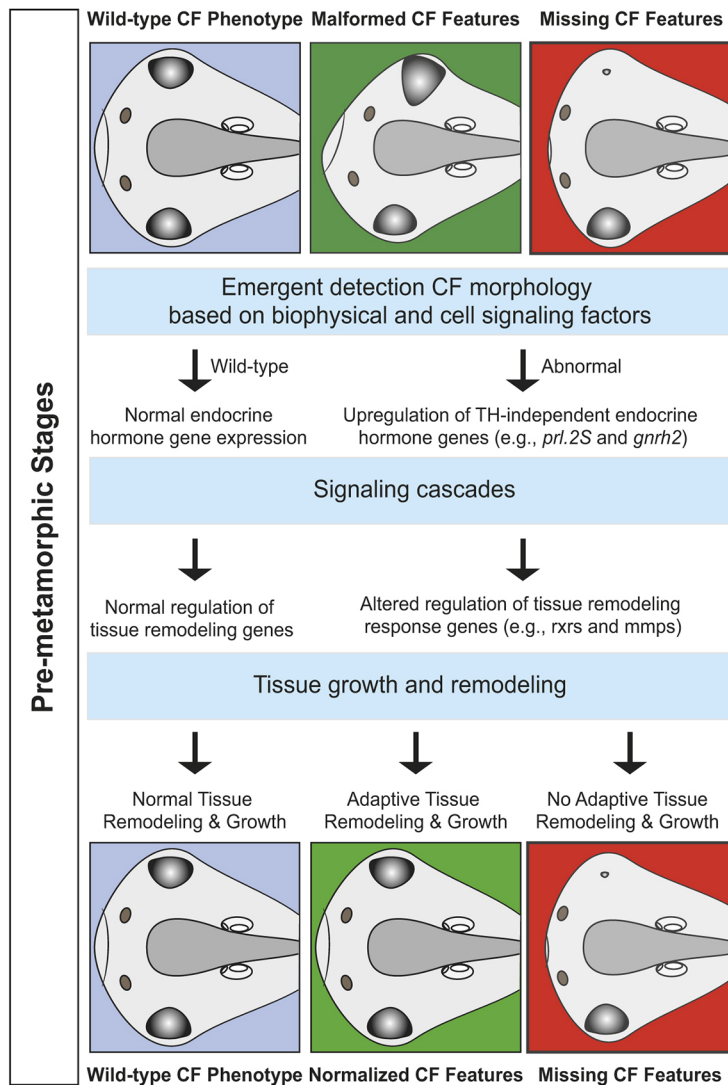 Wild-type CF Phenotype Malformed CF Features Missing CF Features
Pre-metamorphic Stages
Emergent detection CF morphology
based on biophysical and cell signaling factors
Wild-type Abnormal
Normal endocrine
hormone gene expression
Upregulation of TH-independent endocrine
hormone genes (e.g., prl.2S and gnrh2)
Signaling cascades
Normal regulation of
tissue remodeling genes
Altered regulation of tissue remodeling
response genes (e.g., rxrs and mmps)
Tissue growth and remodeling
Normal Tissue
Remodeling & Growth
Adaptive Tissue
Remodeling & Growth
No Adaptive Tissue
Remodeling & Growth
Wild-type CF Phenotype Normalized CF Features Missing CF Features